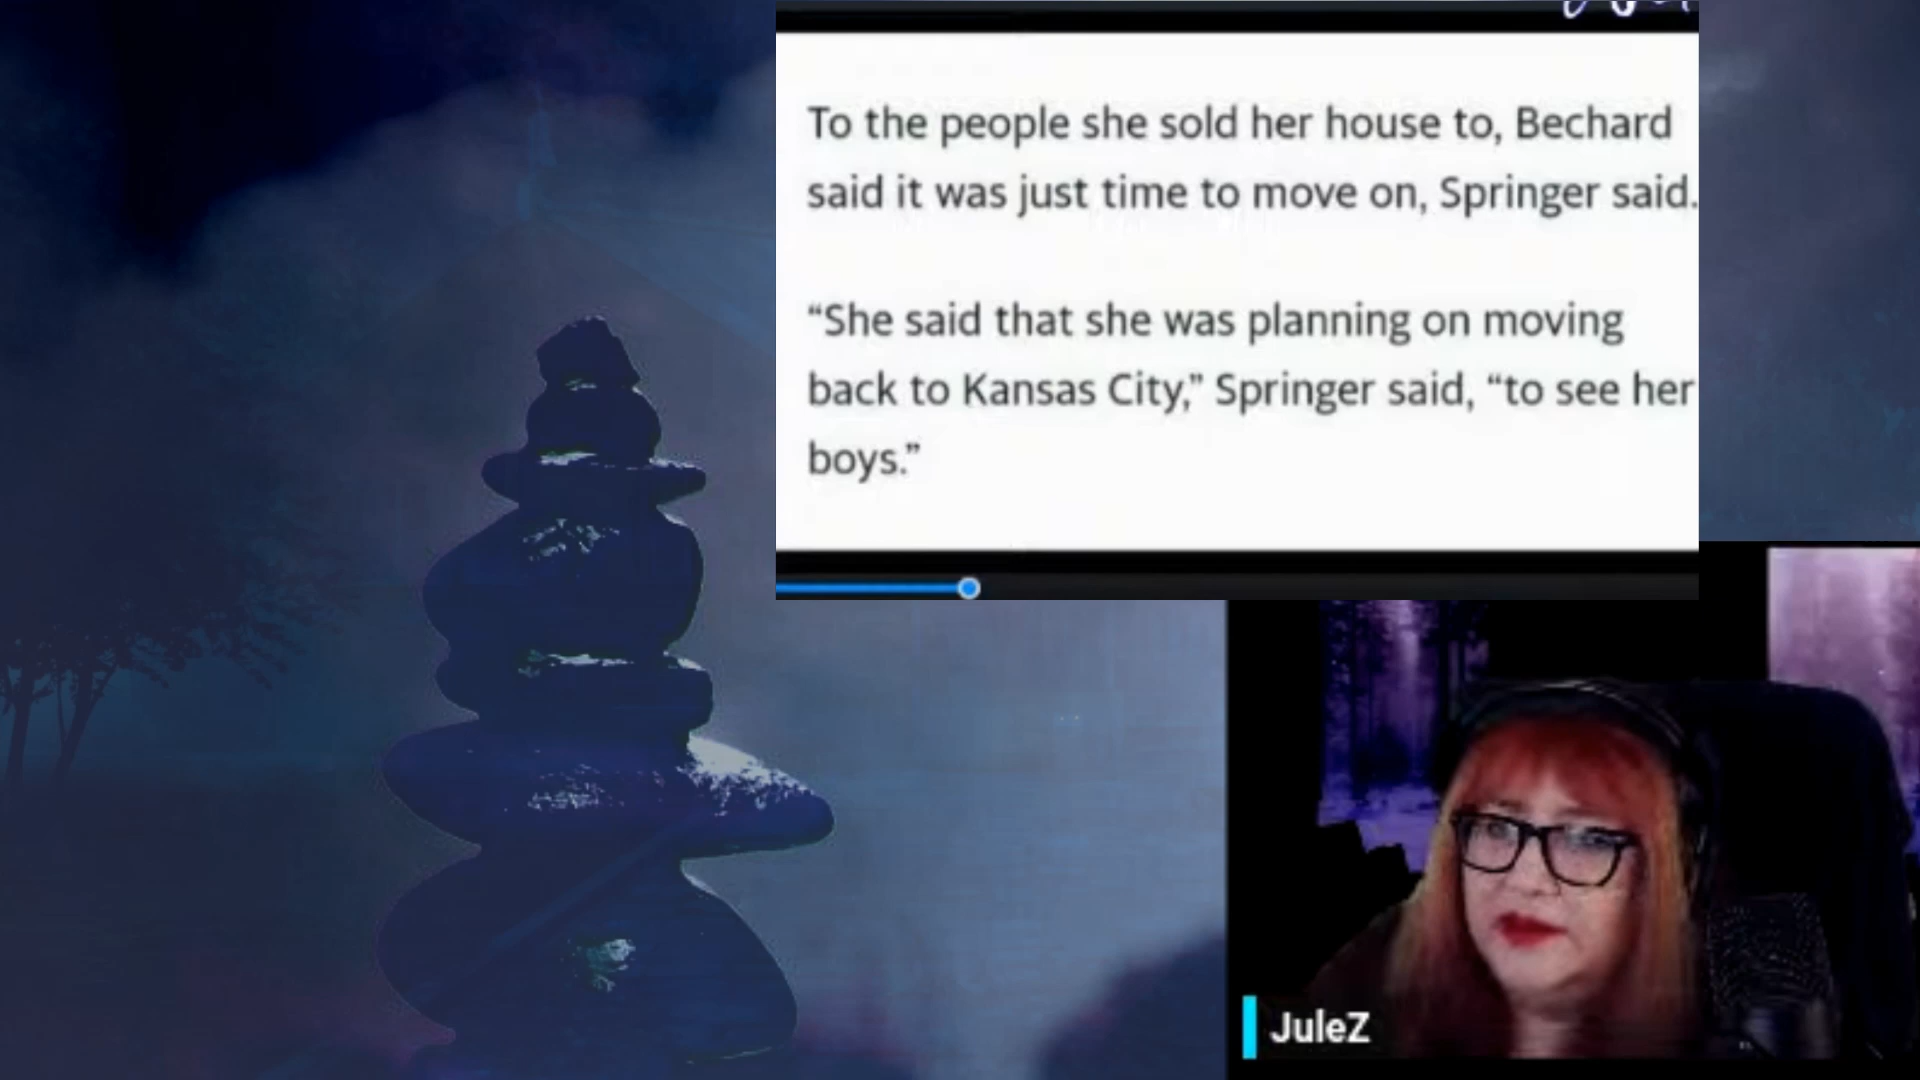 To the people she sold her house to, Bechard
said it was just time to move on, Springer said.
“She said that she was planning on moving
back to Kansas City,” Springer said, “to see her
boys.”
JuleZ